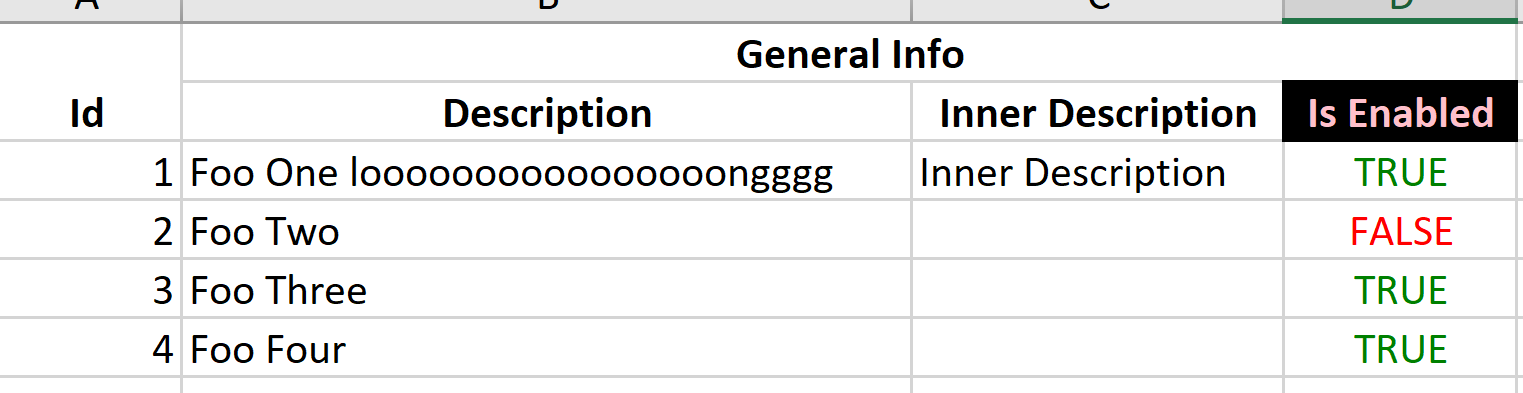 A B C D
General Info
Id Description Inner Description Is Enabled
1 Foo One looooooooooooooongggg Inner Description TRUE
2 Foo Two FALSE
3 Foo Three TRUE
4 Foo Four TRUE